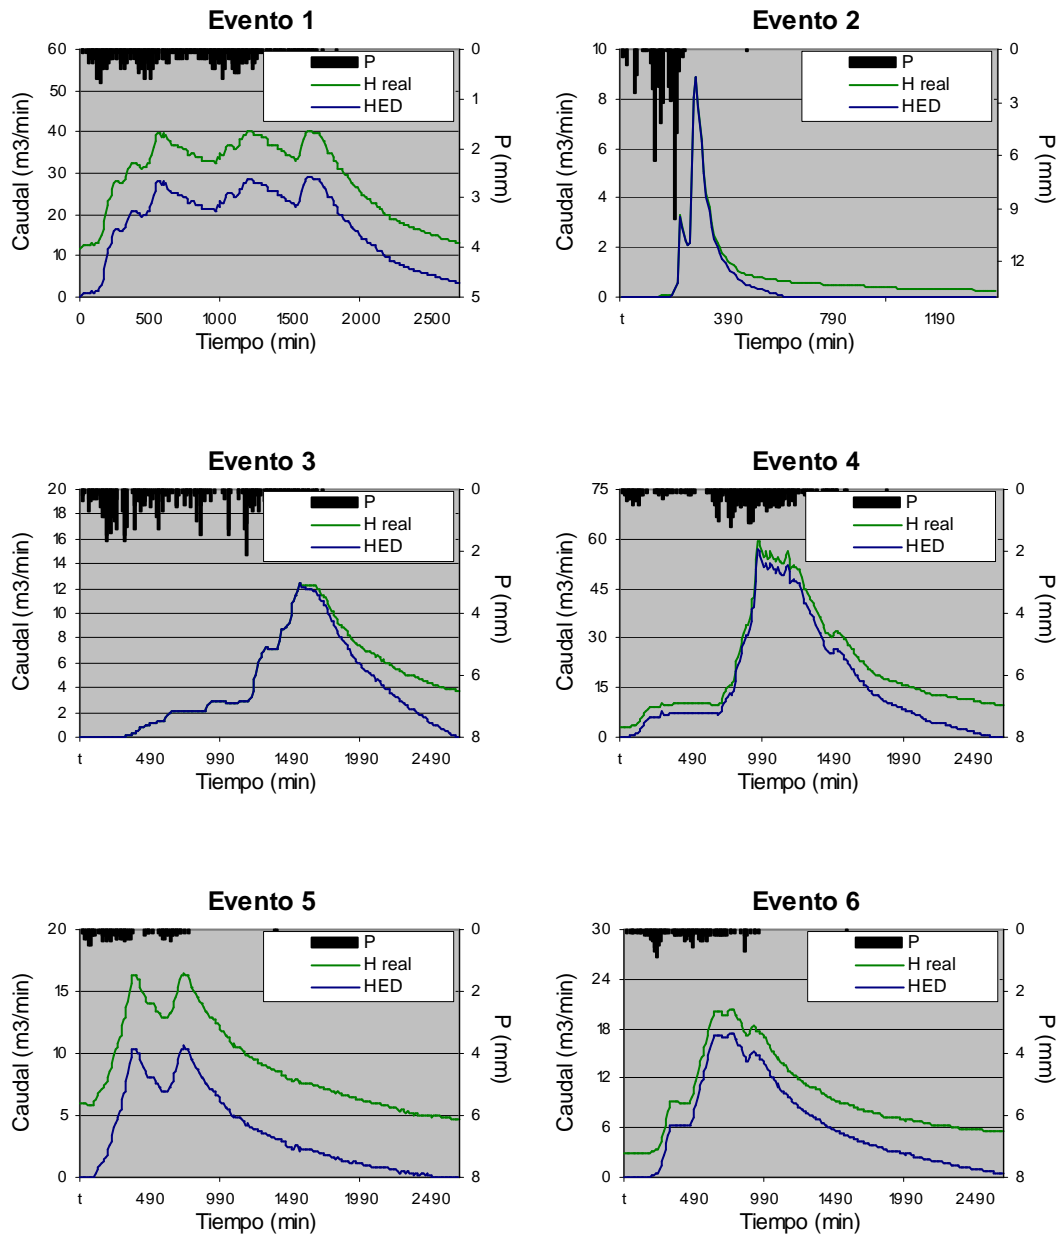 Evento 1
60
50
40
30
20
10
0
0
1
2
3
4
5
0 500 1000 1500 2000 2500
Caudal (m3/min)
P (mm)
Tiempo (min)
P
H real
HED
Evento 2
10
8
6
4
2
0
0
3
6
9
12
t 390 790 1190
Caudal (m3/min)
P (mm)
Tiempo (min)
P
H real
HED
Evento 3
20
18
16
14
12
10
8
6
4
2
0
0
2
4
6
8
t 490 990 1490 1990 2490
Caudal (m3/min)
P (mm)
Tiempo (min)
P
H real
HED
Evento 4
75
60
45
30
15
0
0
2
4
6
8
t 490 990 1490 1990 2490
Caudal (m3/min)
P (mm)
Tiempo (min)
P
H real
HED
Evento 5
20
15
10
5
0
0
2
4
6
8
t 490 990 1490 1990 2490
Caudal (m3/min)
P (mm)
Tiempo (min)
P
H real
HED
Evento 6
30
24
18
12
6
0
0
2
4
6
8
t 490 990 1490 1990 2490
Caudal (m3/min)
P (mm)
Tiempo (min)
P
H real
HED